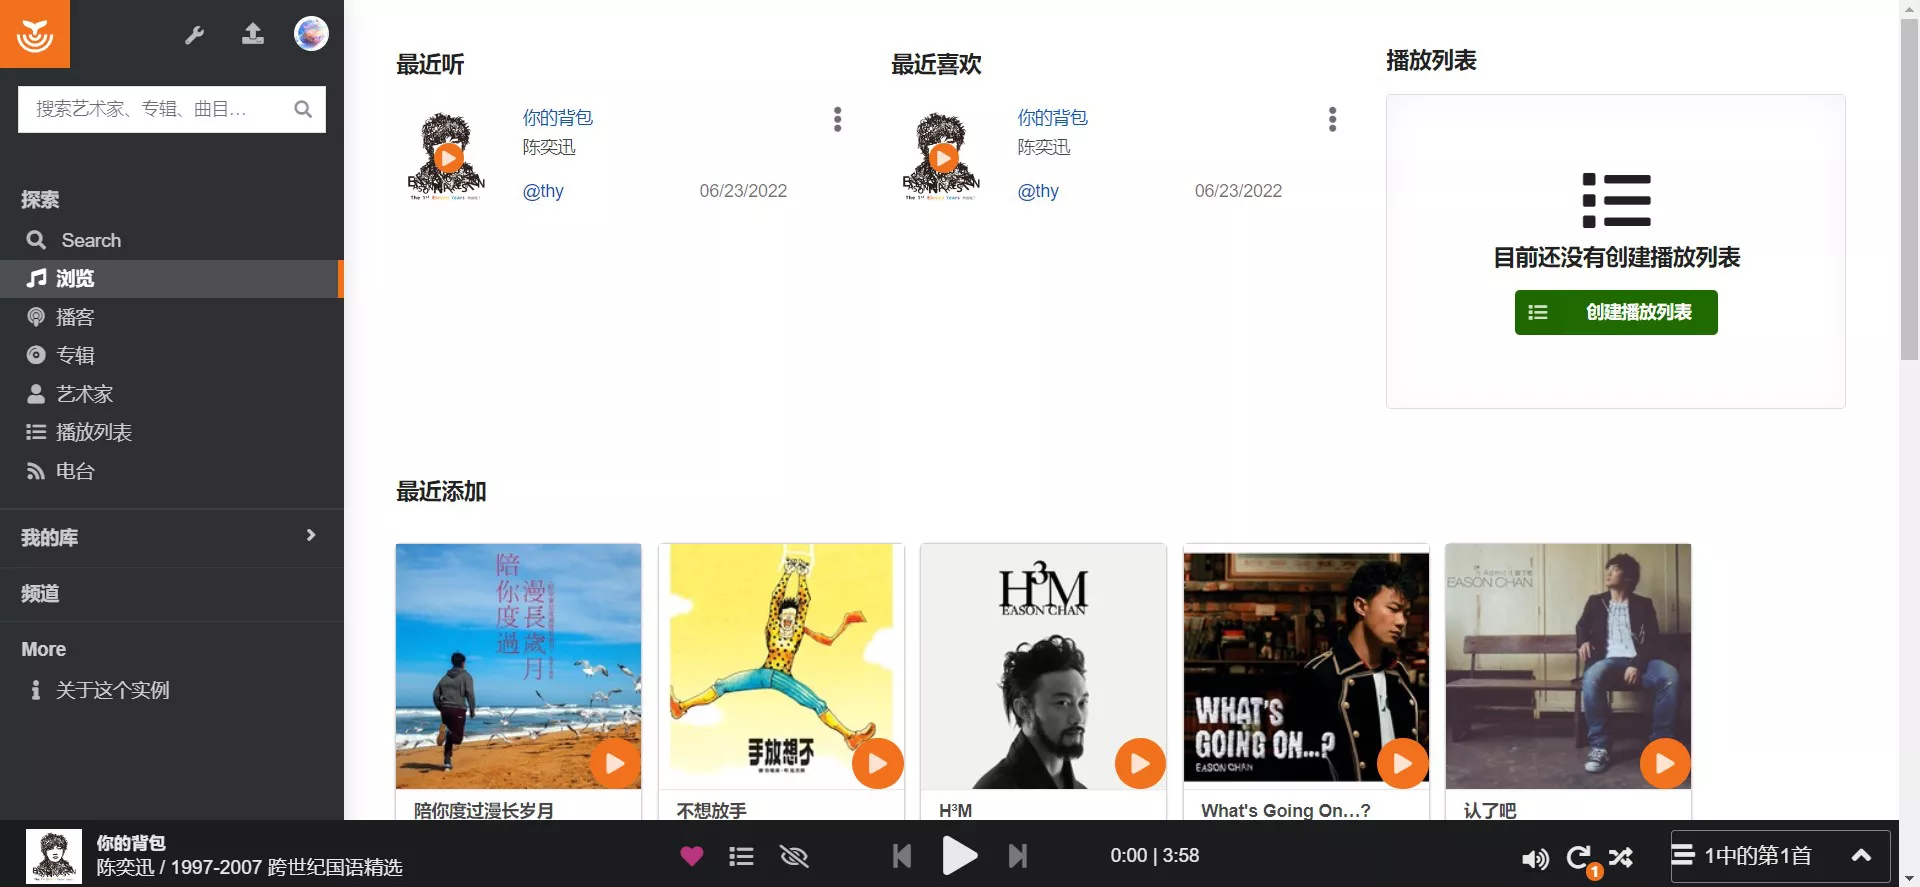 搜索艺术家、专辑、曲目...
探索
Search
浏览
播客
专辑
艺术家
播放列表
电台
我的库
频道
More
关于这个实例
最近听
你的背包
陈奕迅
@thy
06/23/2022
最近喜欢
你的背包
陈奕迅
@thy
06/23/2022
播放列表
目前还没有创建播放列表
创建播放列表
最近添加
陪你度過
漫長歲月
陪你度过漫长岁月
手放想不
不想放手
H³M
EASON CHAN
H³M
WHAT'S
GOING ON...?
EASON CHAN
What's Going On...?
EASON CHAN
认了吧
你的背包
陈奕迅 / 1997-2007 跨世纪国语精选
0:00 | 3:58
1
1中的第1首